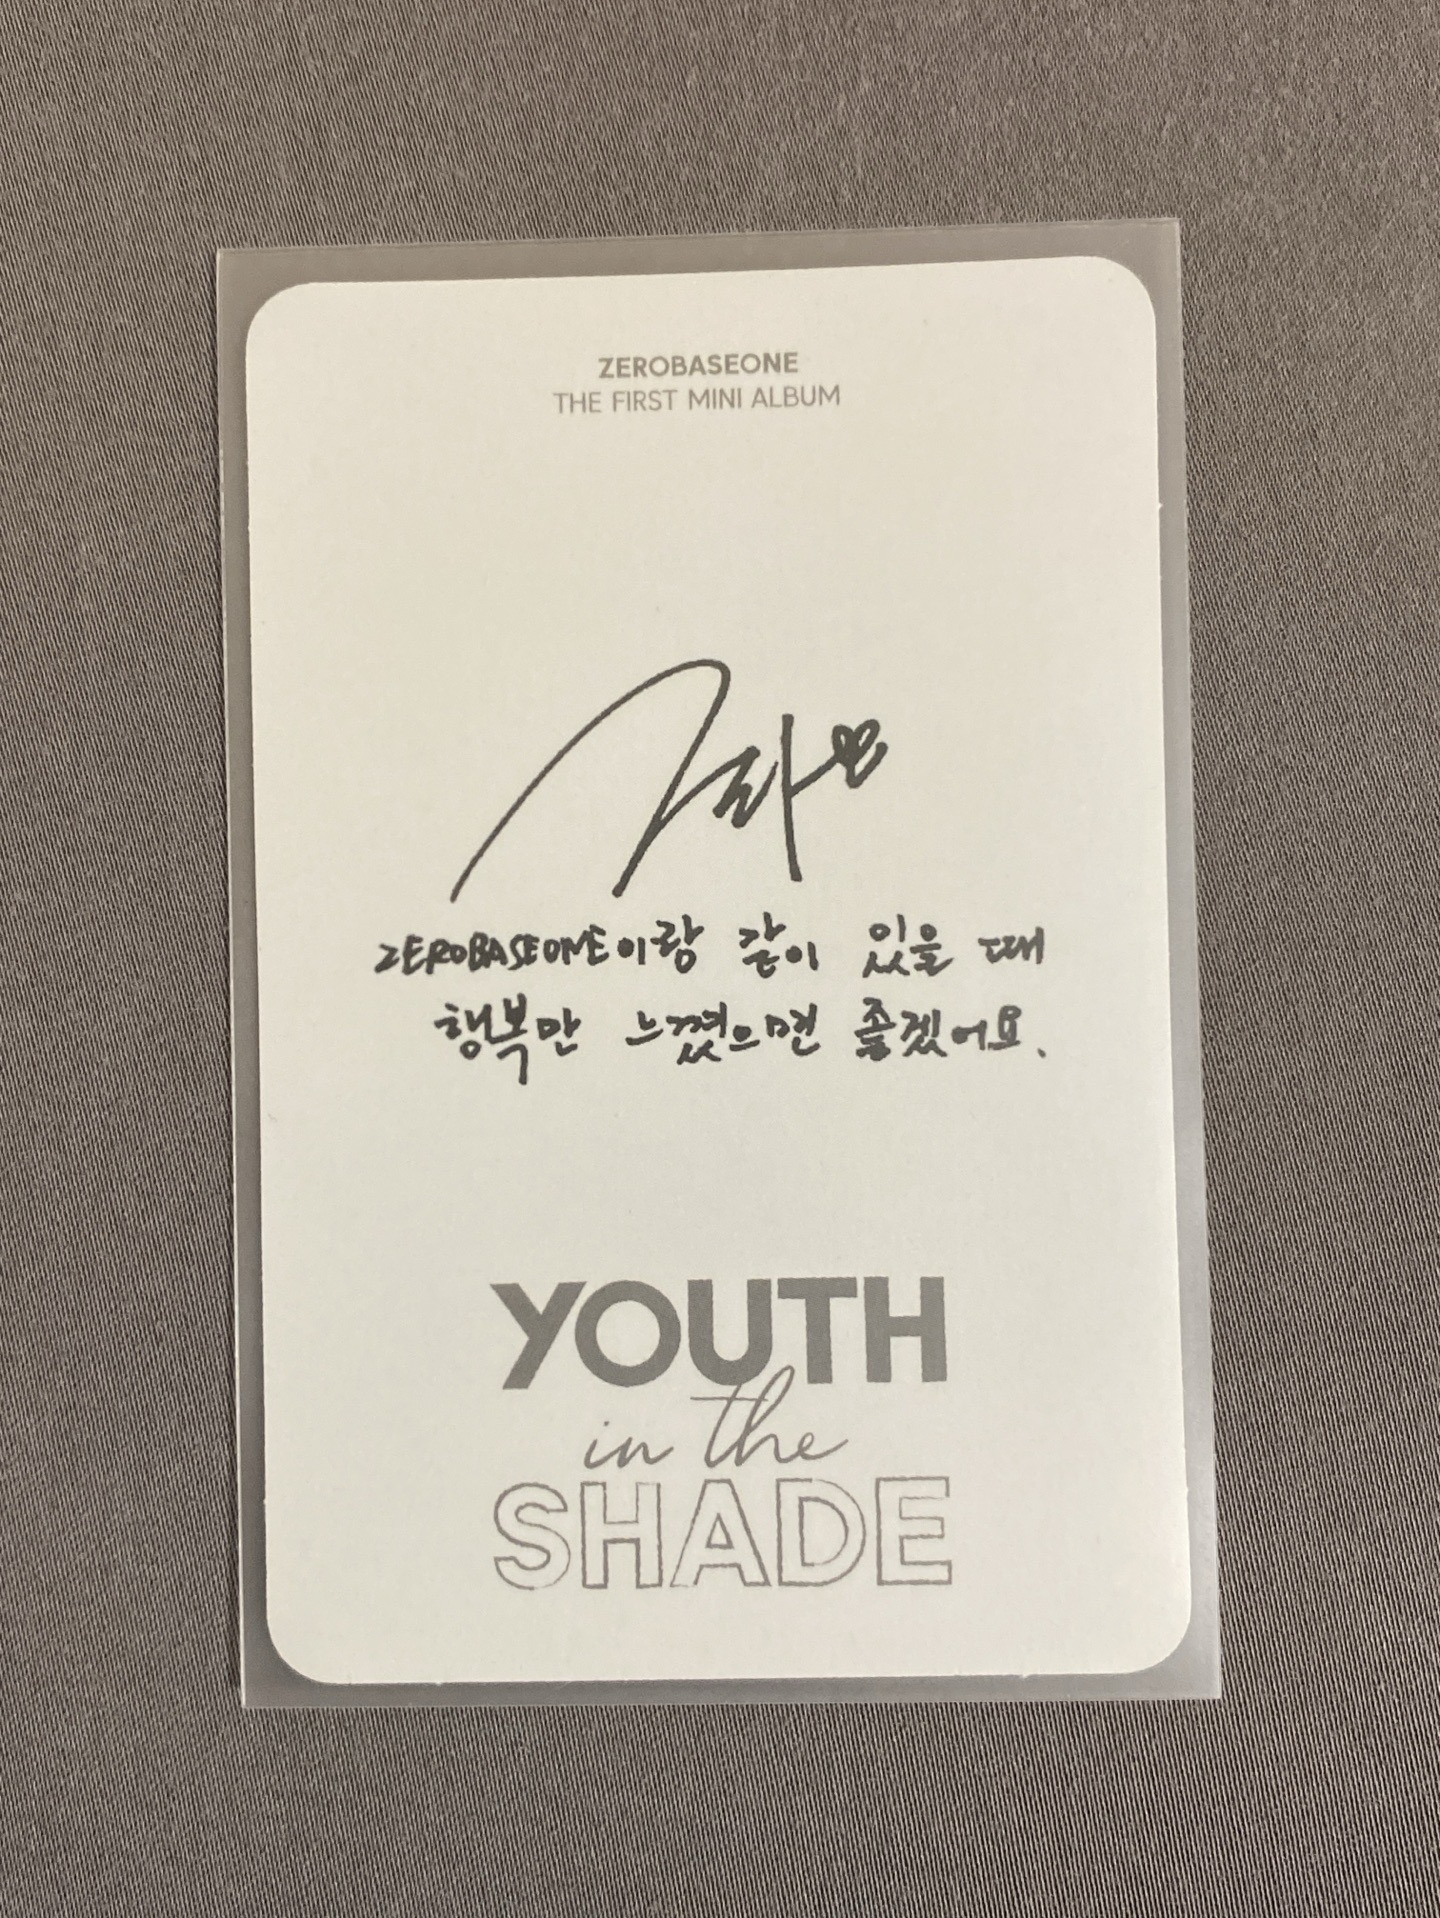 ZEROBASEONE
THE FIRST MINI ALBUM
ZEROBASEONE이랑 같이 있을 때
행복만 느꼈으면 좋겠어요.
YOUTH
in the
SHADE